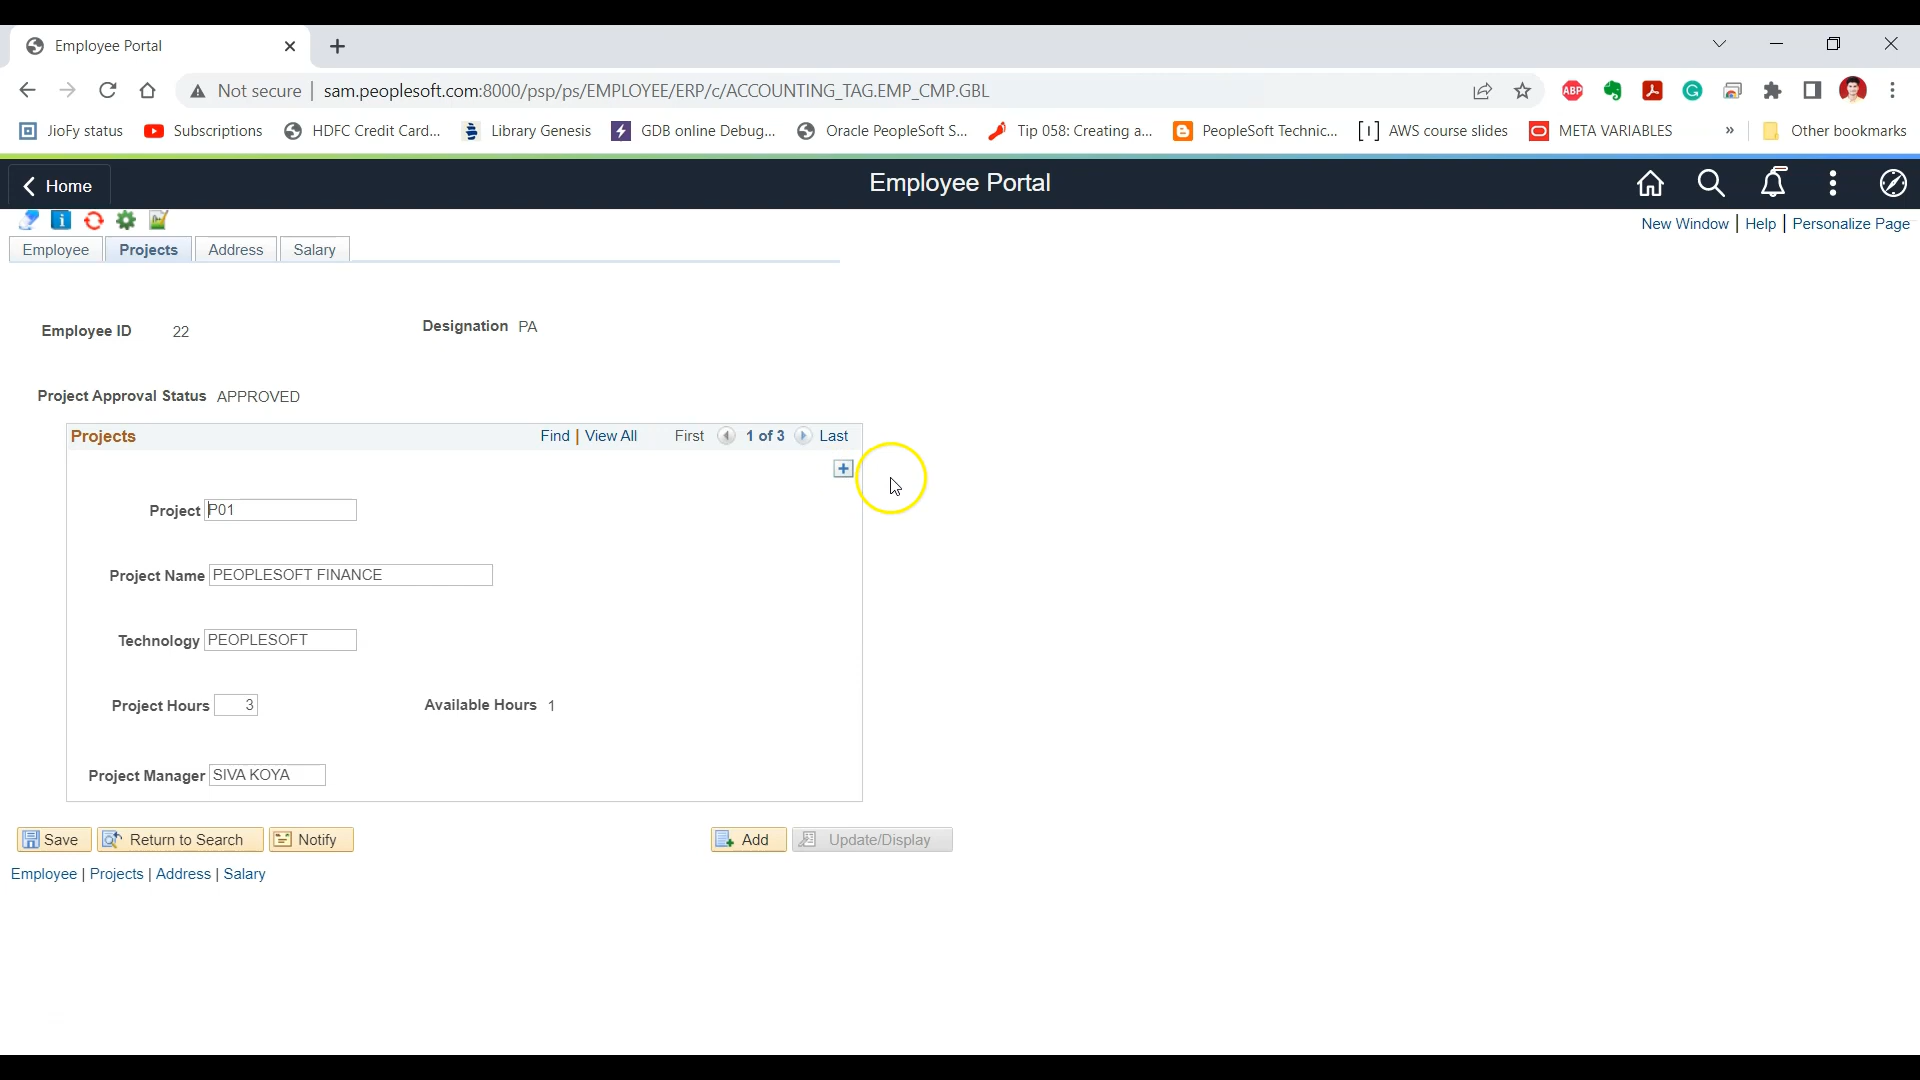 Employee Portal
Not secure | sam.peoplesoft.com:8000/psp/ps/EMPLOYEE/ERP/c/ACCOUNTING_TAG.EMP_CMP.GBL
ABP
JioFy status Subscriptions HDFC Credit Card... Library Genesis GDB online Debug... Oracle PeopleSoft S... Tip 058: Creating a... PeopleSoft Technic... AWS course slides META VARIABLES » Other bookmarks
Home Employee Portal
New Window | Help | Personalize Page
Employee Projects Address Salary
Employee ID 22 Designation PA
Project Approval Status APPROVED
Projects Find | View All First 1 of 3 Last
Project P01
Project Name PEOPLESOFT FINANCE
Technology PEOPLESOFT
Project Hours 3 Available Hours 1
Project Manager SIVA KOYA
Save Return to Search Notify Add Update/Display
Employee | Projects | Address | Salary